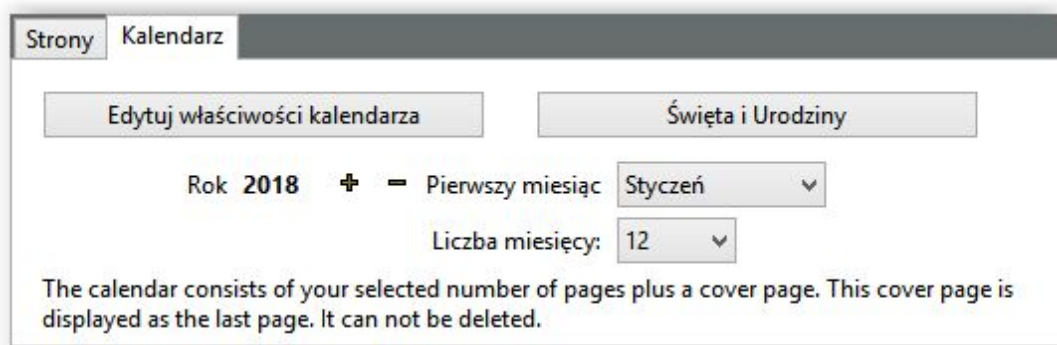 Strony Kalendarz
Edytuj właściwości kalendarza Święta i Urodziny
Rok 2018 Pierwszy miesiąc Styczeń
Liczba miesięcy: 12
The calendar consists of your selected number of pages plus a cover page. This cover page is
displayed as the last page. It can not be deleted.